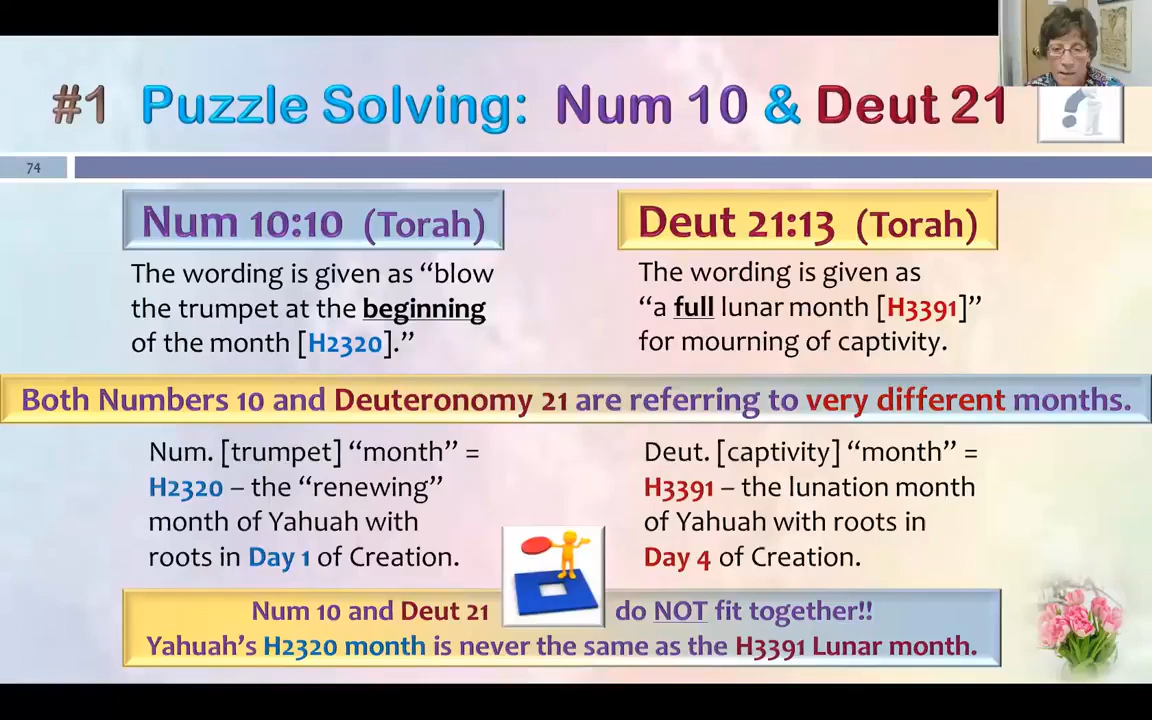 #1 Puzzle Solving: Num 10 & Deut 21
74
Num 10:10 (Torah)
The wording is given as “blow
the trumpet at the beginning
of the month [H2320].”
Deut 21:13 (Torah)
The wording is given as
“a full lunar month [H3391]”
for mourning of captivity.
Both Numbers 10 and Deuteronomy 21 are referring to very different months.
Num. [trumpet] “month” =
H2320 – the “renewing”
month of Yahuah with
roots in Day 1 of Creation.
Deut. [captivity] “month” =
H3391 – the lunation month
of Yahuah with roots in
Day 4 of Creation.
Num 10 and Deut 21 do NOT fit together!!
Yahuah’s H2320 month is never the same as the H3391 Lunar month.